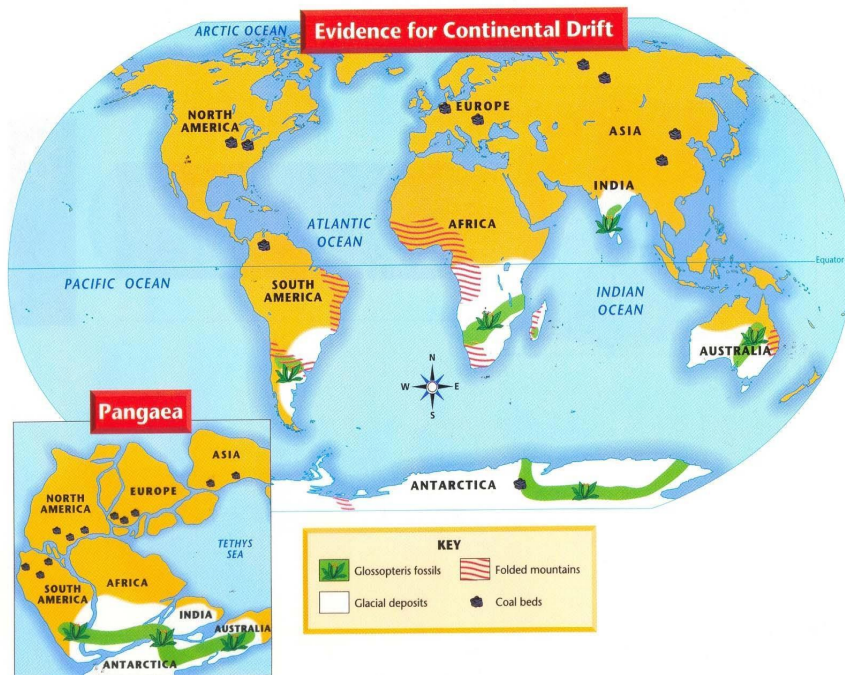 ARCTIC OCEAN
Evidence for Continental Drift
NORTH
AMERICA
EUROPE
ASIA
INDIA
ATLANTIC
OCEAN
AFRICA
Equator
PACIFIC OCEAN
SOUTH
AMERICA
INDIAN
OCEAN
AUSTRALIA
N
W E
S
ANTARCTICA
Pangaea
ASIA
NORTH
AMERICA
EUROPE
TETHYS
SEA
AFRICA
SOUTH
AMERICA
INDIA
AUSTRALIA
ANTARCTICA
KEY
Glossopteris fossils
Folded mountains
Glacial deposits
Coal beds